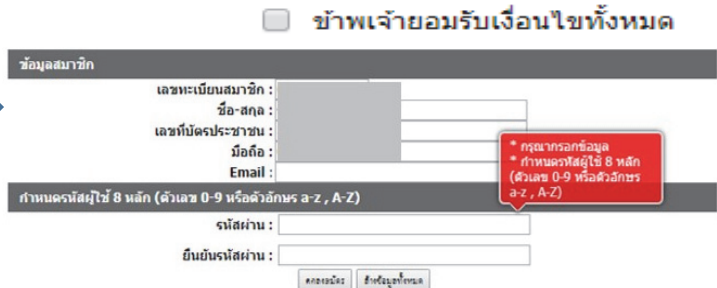 ข้าพเจ้ายอมรับเงื่อนไขทั้งหมด
ข้อมูลสมาชิก
เลขทะเบียนสมาชิก :
ชื่อ-สกุล :
เลขที่บัตรประชาชน :
มือถือ :
Email :
* กรุณากรอกข้อมูล
* กำหนดรหัสผู้ใช้ 8 หลัก
(ตัวเลข 0-9 หรือตัวอักษร
a-z , A-Z)
กำหนดรหัสผู้ใช้ 8 หลัก (ตัวเลข 0-9 หรือตัวอักษร a-z , A-Z)
รหัสผ่าน :
ยืนยันรหัสผ่าน :
ตกลงสมัคร ล้างข้อมูลทั้งหมด